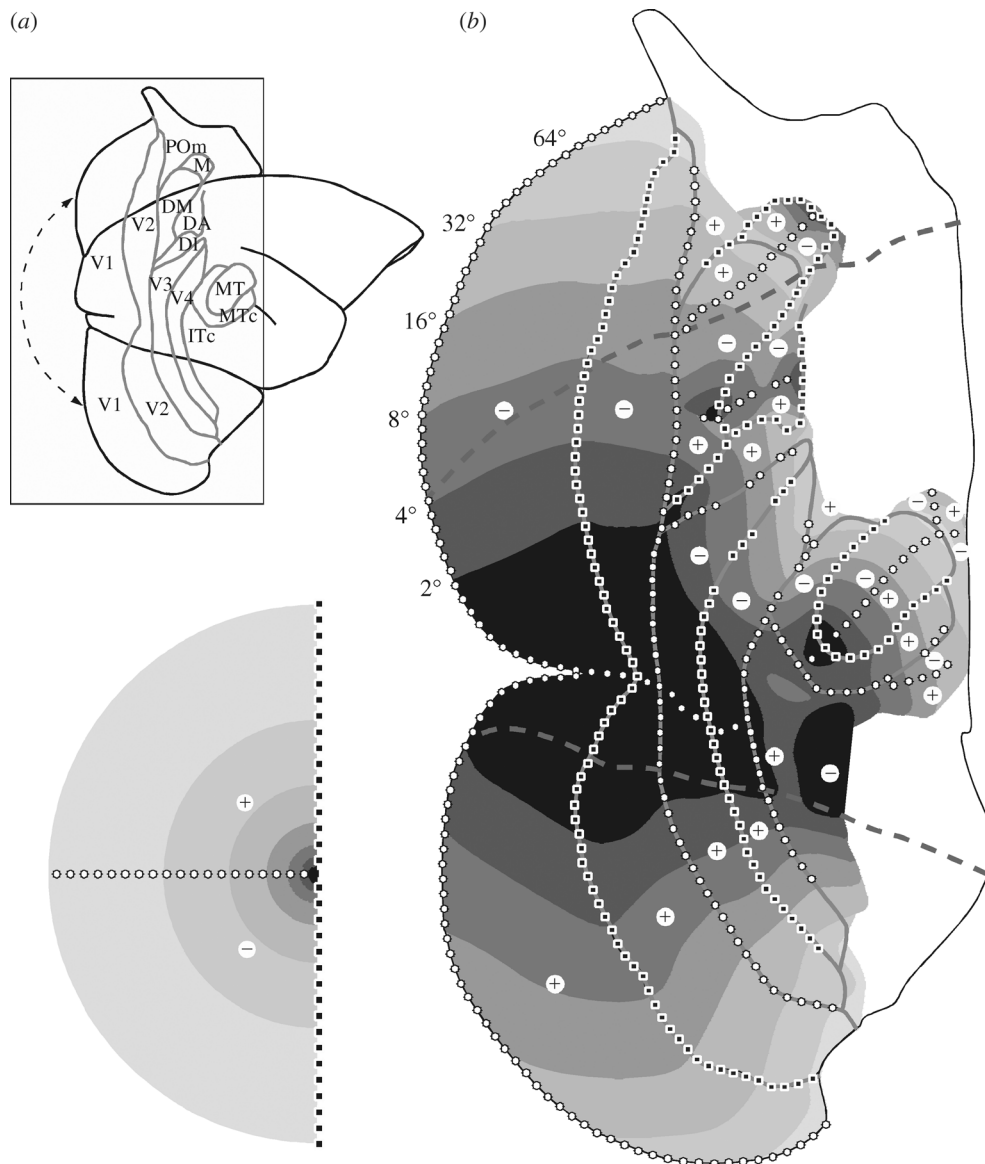 (a)
(b)
POm
M
DM
DA
DI
V2
V1
V3
V4
MT
MTc
ITc
V1
V2
64°
32°
16°
8°
4°
2°
+
−
+
+
+
−
−
−
−
−
+
+
+
+
−
−
−
−
−
+
−
+
−
+
+
−
+
+
−
+
+
+
+